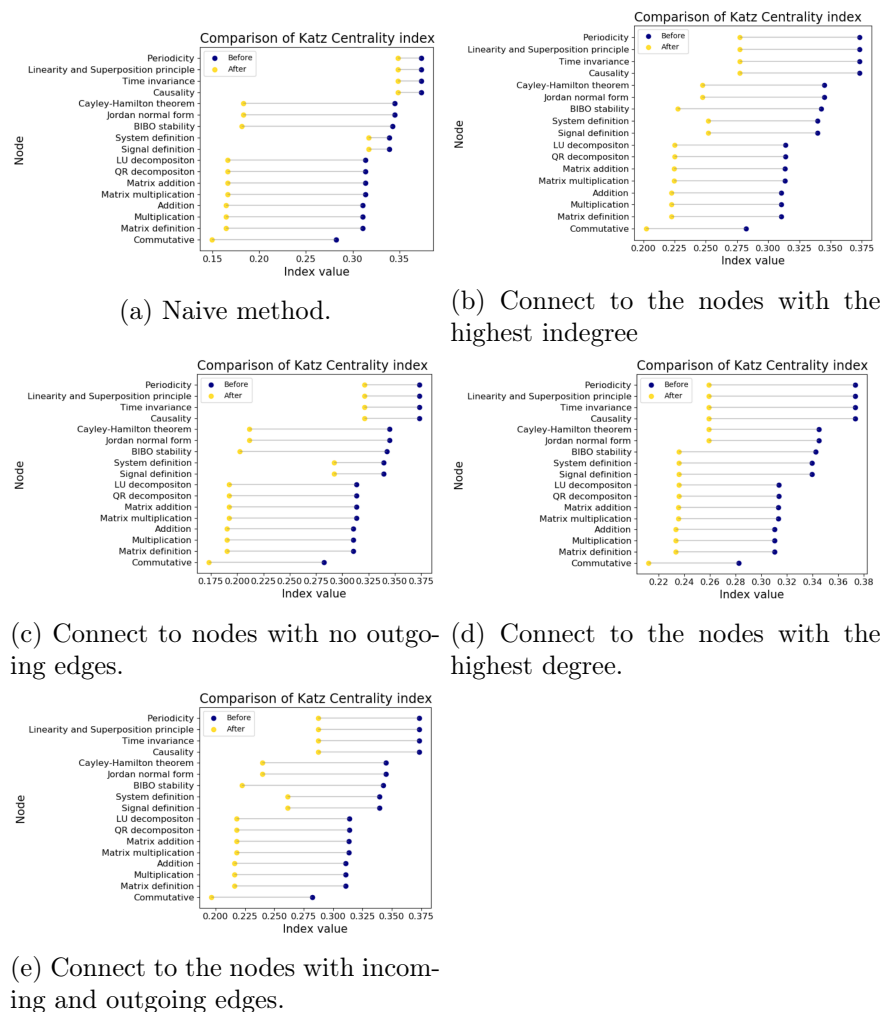 Comparison of Katz Centrality index
Before
After
Periodicity
Linearity and Superposition principle
Time invariance
Causality
Cayley-Hamilton theorem
Jordan normal form
BIBO stability
System definition
Signal definition
LU decompositon
QR decompositon
Matrix addition
Matrix multiplication
Addition
Multiplication
Matrix definition
Commutative
Node
0.15 0.20 0.25 0.30 0.35
Index value
(a) Naive method.
Comparison of Katz Centrality index
Before
After
Periodicity
Linearity and Superposition principle
Time invariance
Causality
Cayley-Hamilton theorem
Jordan normal form
BIBO stability
System definition
Signal definition
LU decompositon
QR decompositon
Matrix addition
Matrix multiplication
Addition
Multiplication
Matrix definition
Commutative
Node
0.200 0.225 0.250 0.275 0.300 0.325 0.350 0.375
Index value
(b) Connect to the nodes with the
highest indegree
Comparison of Katz Centrality index
Before
After
Periodicity
Linearity and Superposition principle
Time invariance
Causality
Cayley-Hamilton theorem
Jordan normal form
BIBO stability
System definition
Signal definition
LU decompositon
QR decompositon
Matrix addition
Matrix multiplication
Addition
Multiplication
Matrix definition
Commutative
Node
0.175 0.200 0.225 0.250 0.275 0.300 0.325 0.350 0.375
Index value
(c) Connect to nodes with no outgo-
ing edges.
Comparison of Katz Centrality index
Before
After
Periodicity
Linearity and Superposition principle
Time invariance
Causality
Cayley-Hamilton theorem
Jordan normal form
BIBO stability
System definition
Signal definition
LU decompositon
QR decompositon
Matrix addition
Matrix multiplication
Addition
Multiplication
Matrix definition
Commutative
Node
0.22 0.24 0.26 0.28 0.30 0.32 0.34 0.36 0.38
Index value
(d) Connect to the nodes with the
highest degree.
Comparison of Katz Centrality index
Before
After
Periodicity
Linearity and Superposition principle
Time invariance
Causality
Cayley-Hamilton theorem
Jordan normal form
BIBO stability
System definition
Signal definition
LU decompositon
QR decompositon
Matrix addition
Matrix multiplication
Addition
Multiplication
Matrix definition
Commutative
Node
0.200 0.225 0.250 0.275 0.300 0.325 0.350 0.375
Index value
(e) Connect to the nodes with incom-
ing and outgoing edges.